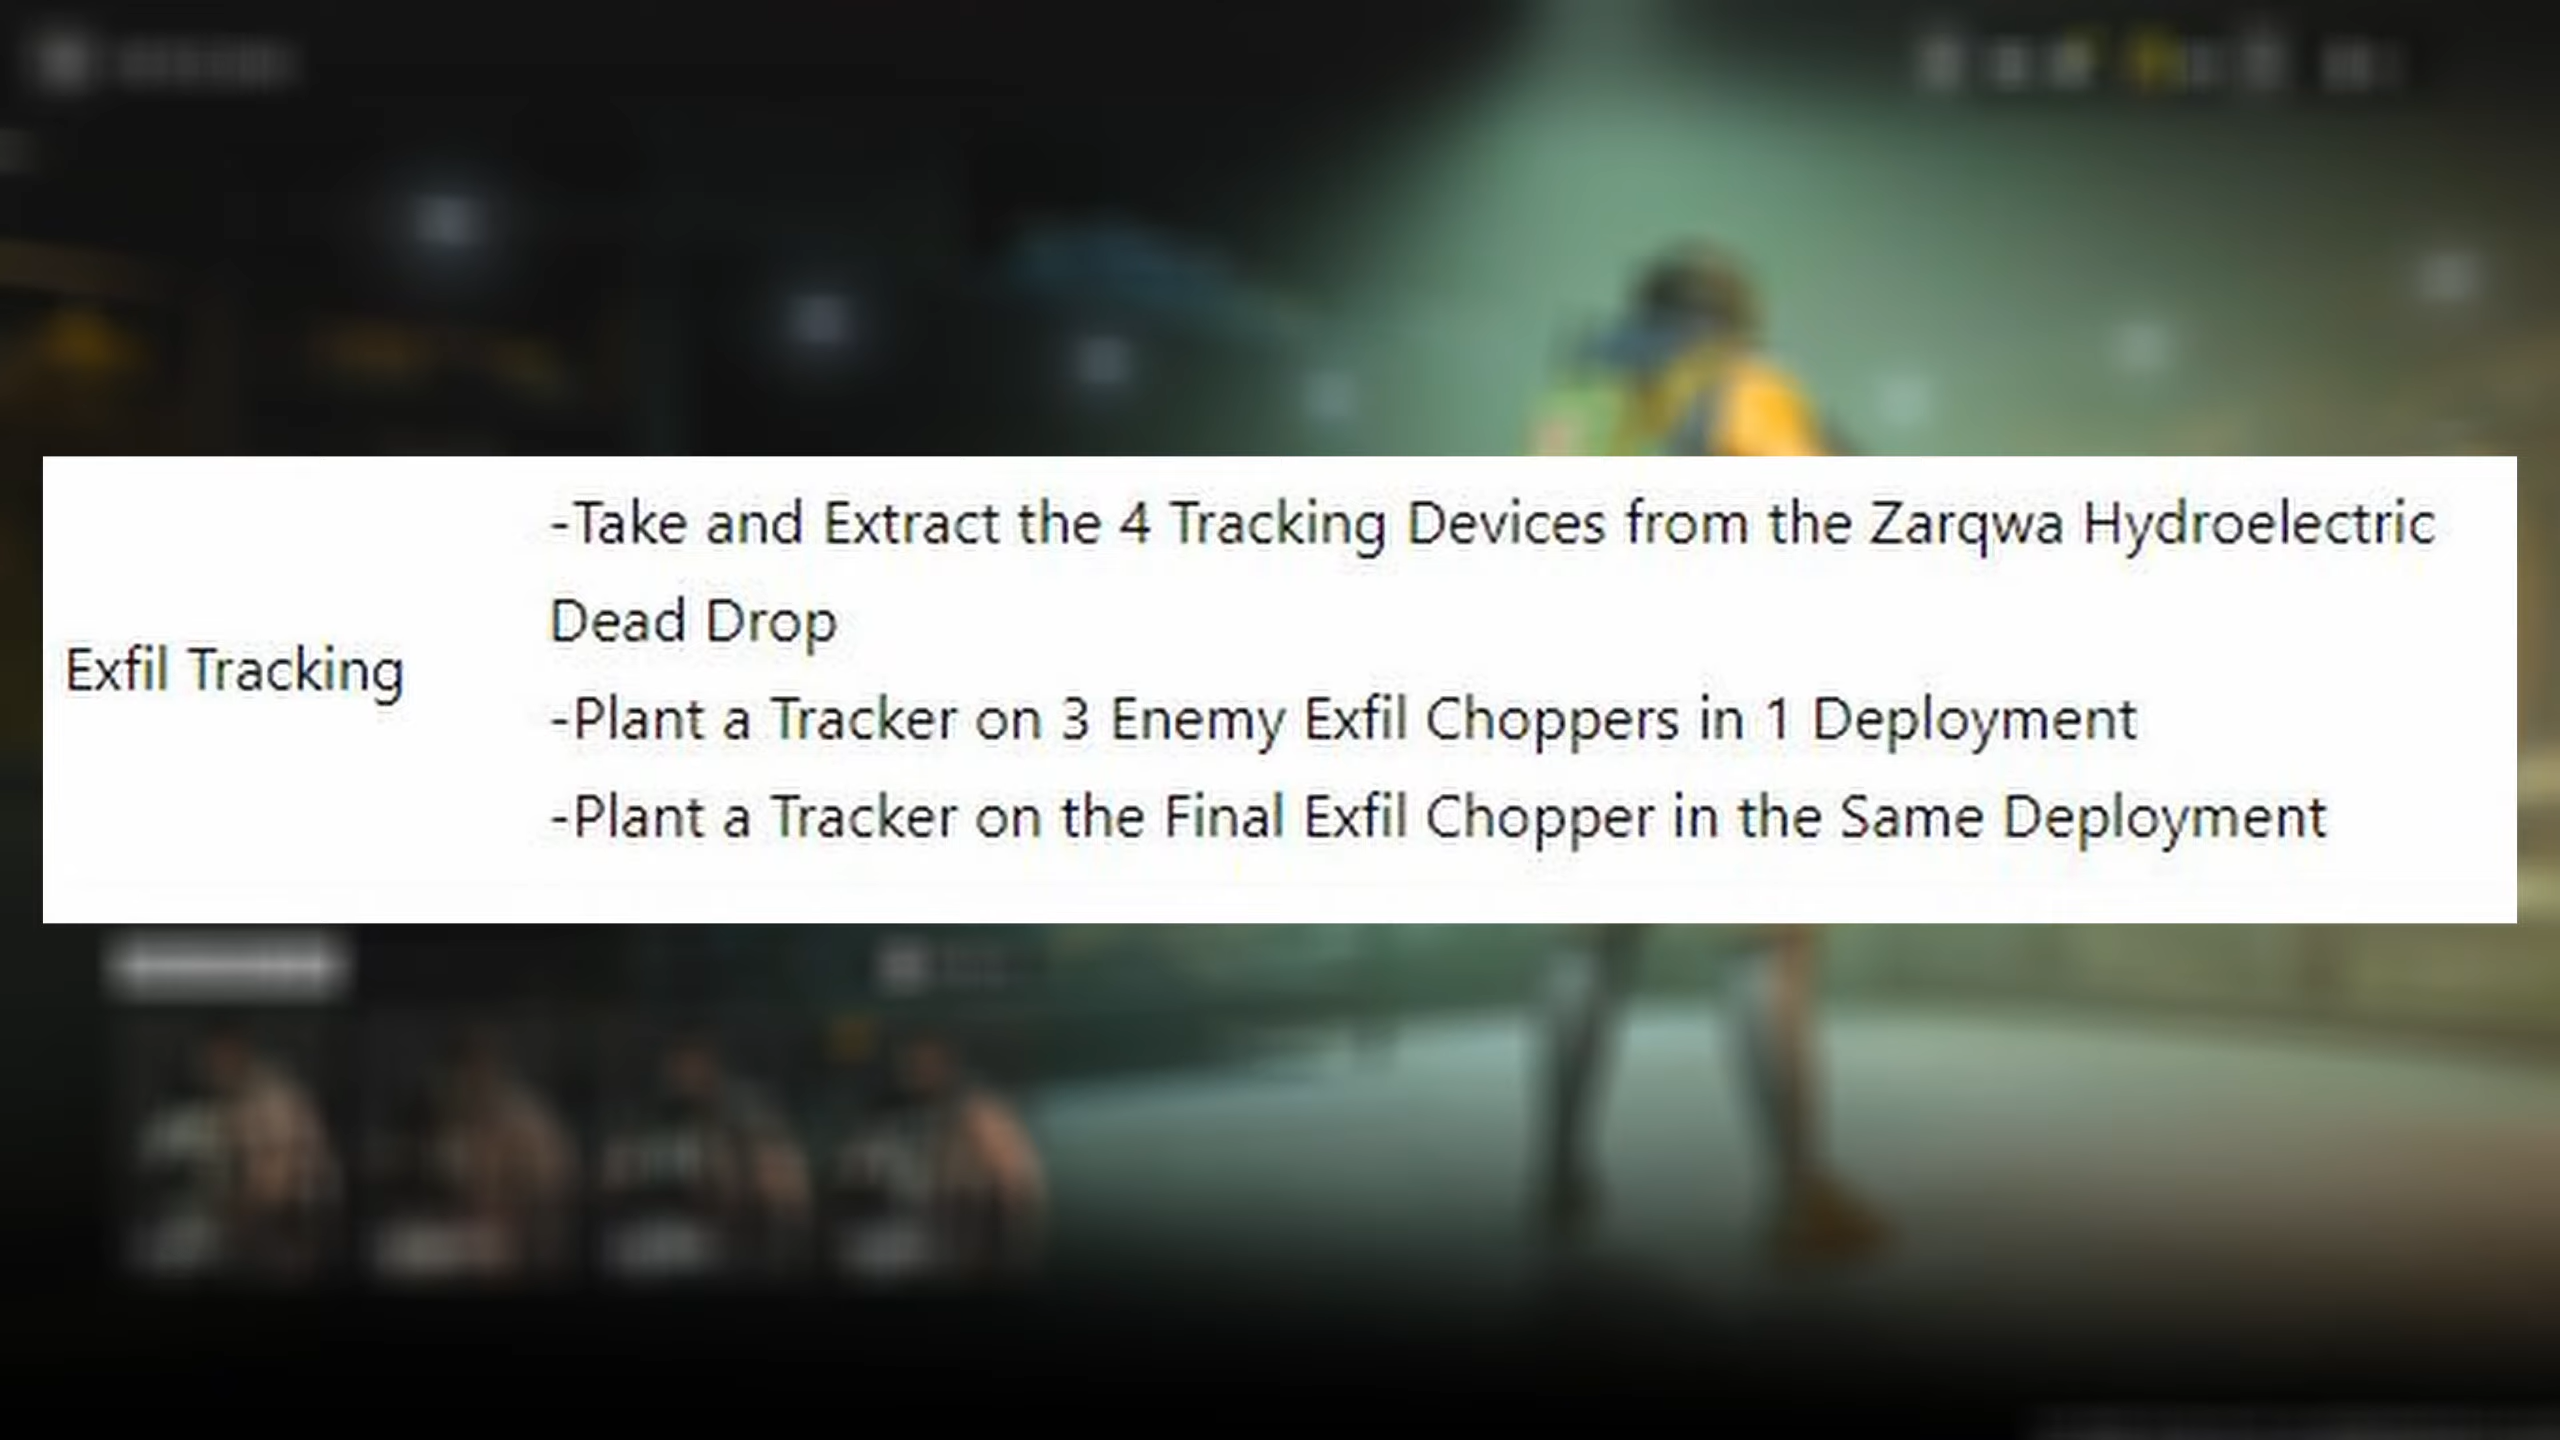 Exfil Tracking
-Take and Extract the 4 Tracking Devices from the Zarqwa Hydroelectric
Dead Drop
-Plant a Tracker on 3 Enemy Exfil Choppers in 1 Deployment
-Plant a Tracker on the Final Exfil Chopper in the Same Deployment